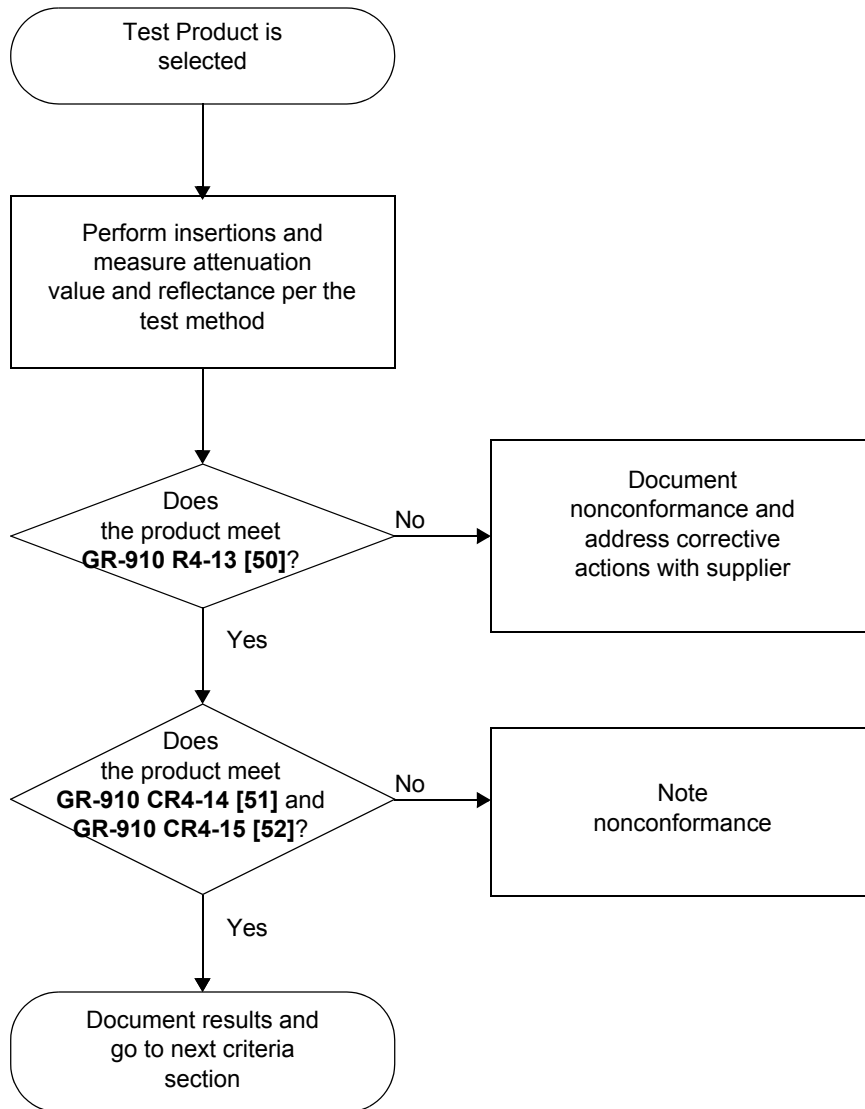 Test Product is
selected
Perform insertions and
measure attenuation
value and reflectance per the
test method
Does
the product meet
GR-910 R4-13 [50]?
No
Document
nonconformance and
address corrective
actions with supplier
Yes
Does
the product meet
GR-910 CR4-14 [51] and
GR-910 CR4-15 [52]?
No
Note
nonconformance
Yes
Document results and
go to next criteria
section